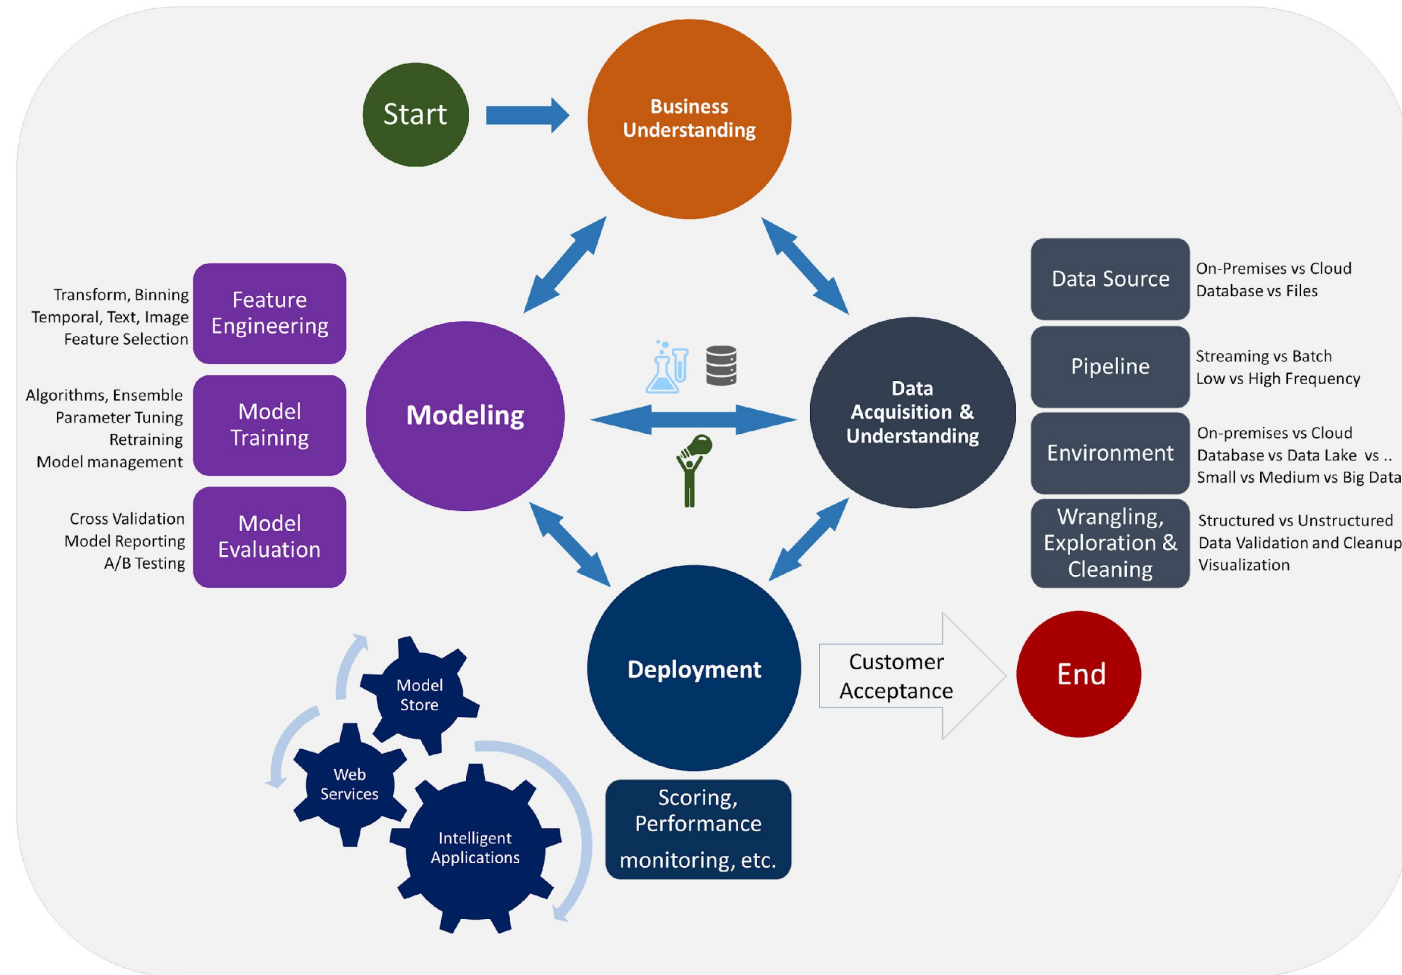 Start
Business
Understanding
Transform, Binning
Temporal, Text, Image
Feature Selection
Feature
Engineering
Algorithms, Ensemble
Parameter Tuning
Retraining
Model management
Model
Training
Cross Validation
Model Reporting
A/B Testing
Model
Evaluation
Modeling
Data
Acquisition &
Understanding
Data Source
On-Premises vs Cloud
Database vs Files
Pipeline
Streaming vs Batch
Low vs High Frequency
Environment
On-premises vs Cloud
Database vs Data Lake vs ..
Small vs Medium vs Big Data
Wrangling,
Exploration &
Cleaning
Structured vs Unstructured
Data Validation and Cleanup
Visualization
Deployment
Customer
Acceptance
End
Model
Store
Web
Services
Intelligent
Applications
Scoring,
Performance
monitoring, etc.